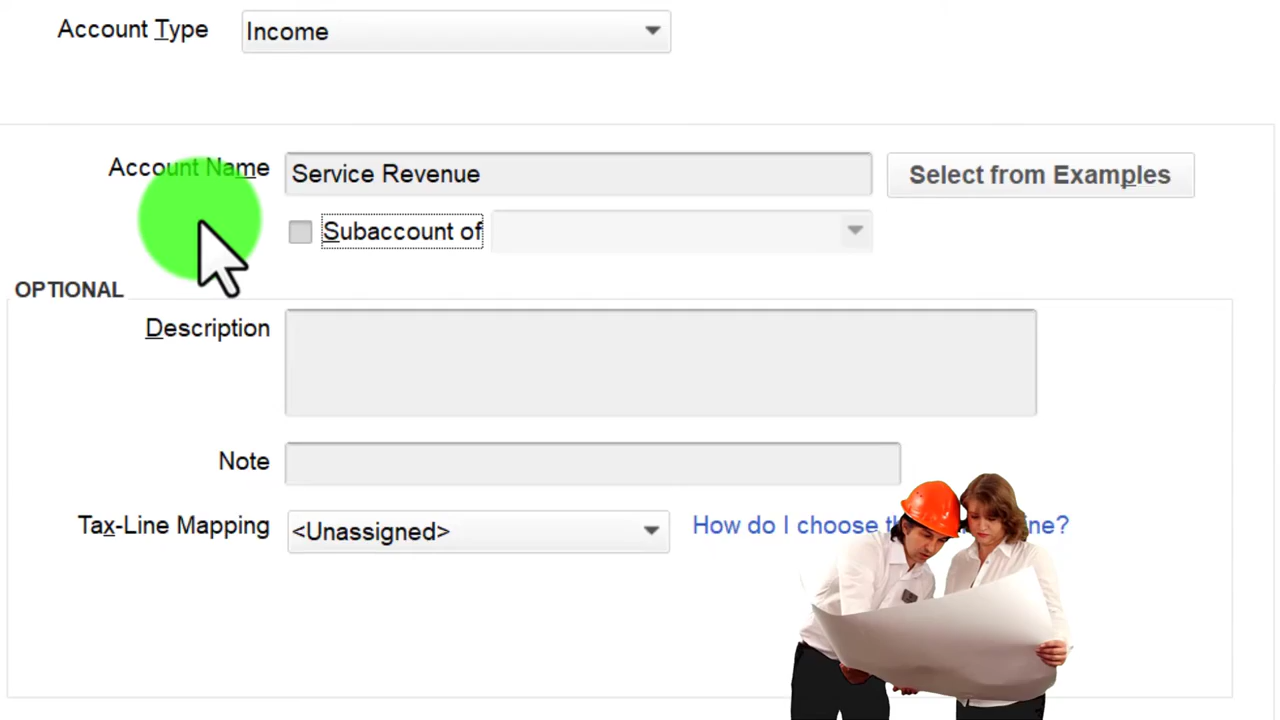 Account Type Income
Account Name Service Revenue Select from Examples
Subaccount of
OPTIONAL
Description
Note
Tax-Line Mapping <Unassigned> How do I choose ne?